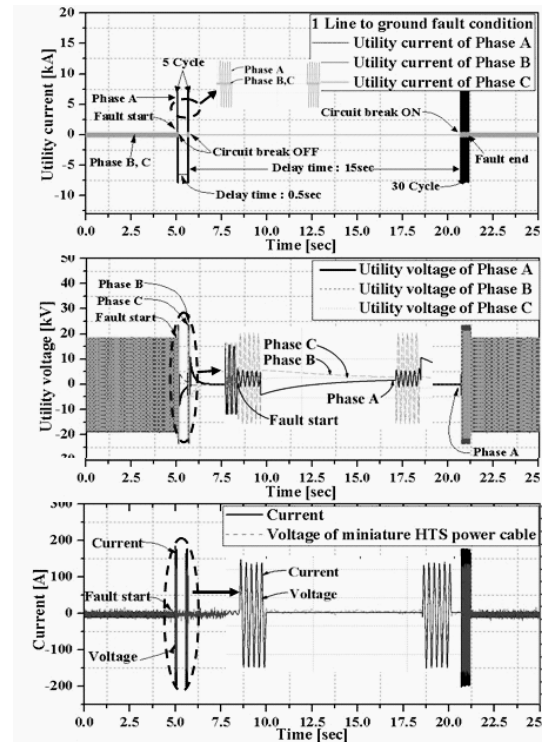 1 Line to ground fault condition
Utility current of Phase A
Utility current of Phase B
Utility current of Phase C
5 Cycle
Phase A
Phase B,C
Phase A
Fault start
Circuit break ON
Circuit break OFF
Fault end
Phase B, C
Delay time : 15sec
Delay time : 0.5sec
30 Cycle
Utility current [kA]
20
15
10
5
0
-5
-10
0.0 2.5 5.0 7.5 10.0 12.5 15.0 17.5 20.0 22.5 25.0
Time [sec]
Utility voltage of Phase A
Utility voltage of Phase B
Utility voltage of Phase C
Phase B
Phase C
Fault start
Phase C
Phase B
Phase A
Fault start
Phase A
Utility voltage [kV]
50
40
30
20
10
0
-10
-20
0.0 2.5 5.0 7.5 10.0 12.5 15.0 17.5 20.0 22.5 25.0
Time [sec]
Current
Voltage of miniature HTS power cable
Current
Current
Voltage
Fault start
Voltage
Current [A]
300
200
100
0
-100
-200
0.0 2.5 5.0 7.5 10.0 12.5 15.0 17.5 20.0 22.5 25.0
Time [sec]